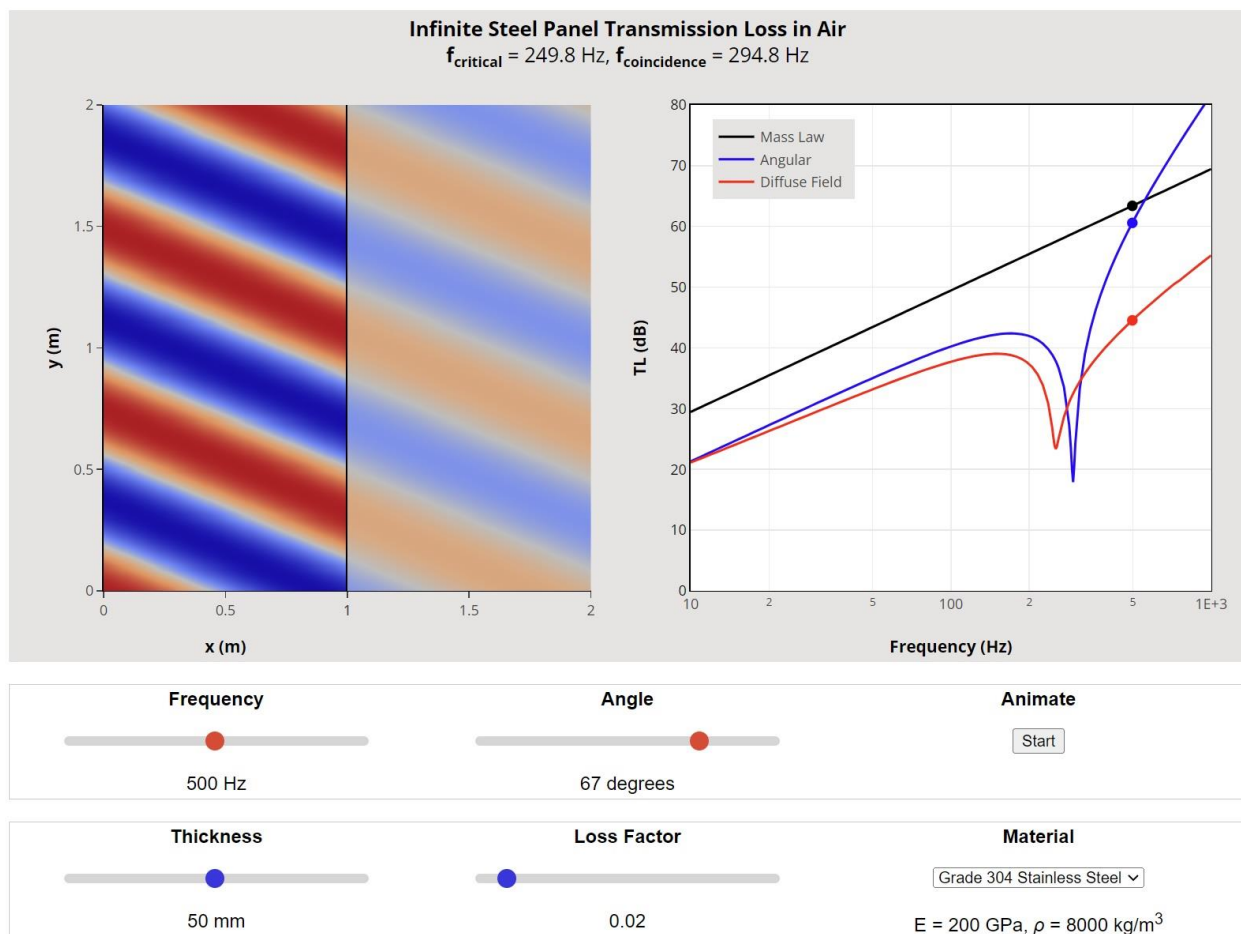 Infinite Steel Panel Transmission Loss in Air
f_critical = 249.8 Hz, f_coincidence = 294.8 Hz
2
1.5
1
0.5
0
y (m)
0 0.5 1 1.5 2
x (m)
80
70
60
50
40
30
20
10
0
TL (dB)
Mass Law
Angular
Diffuse Field
10 2 5 100 2 5 1E+3
Frequency (Hz)
Frequency Angle Animate
Start
500 Hz 67 degrees
Thickness Loss Factor Material
Grade 304 Stainless Steel
50 mm 0.02 E = 200 GPa, ρ = 8000 kg/m³